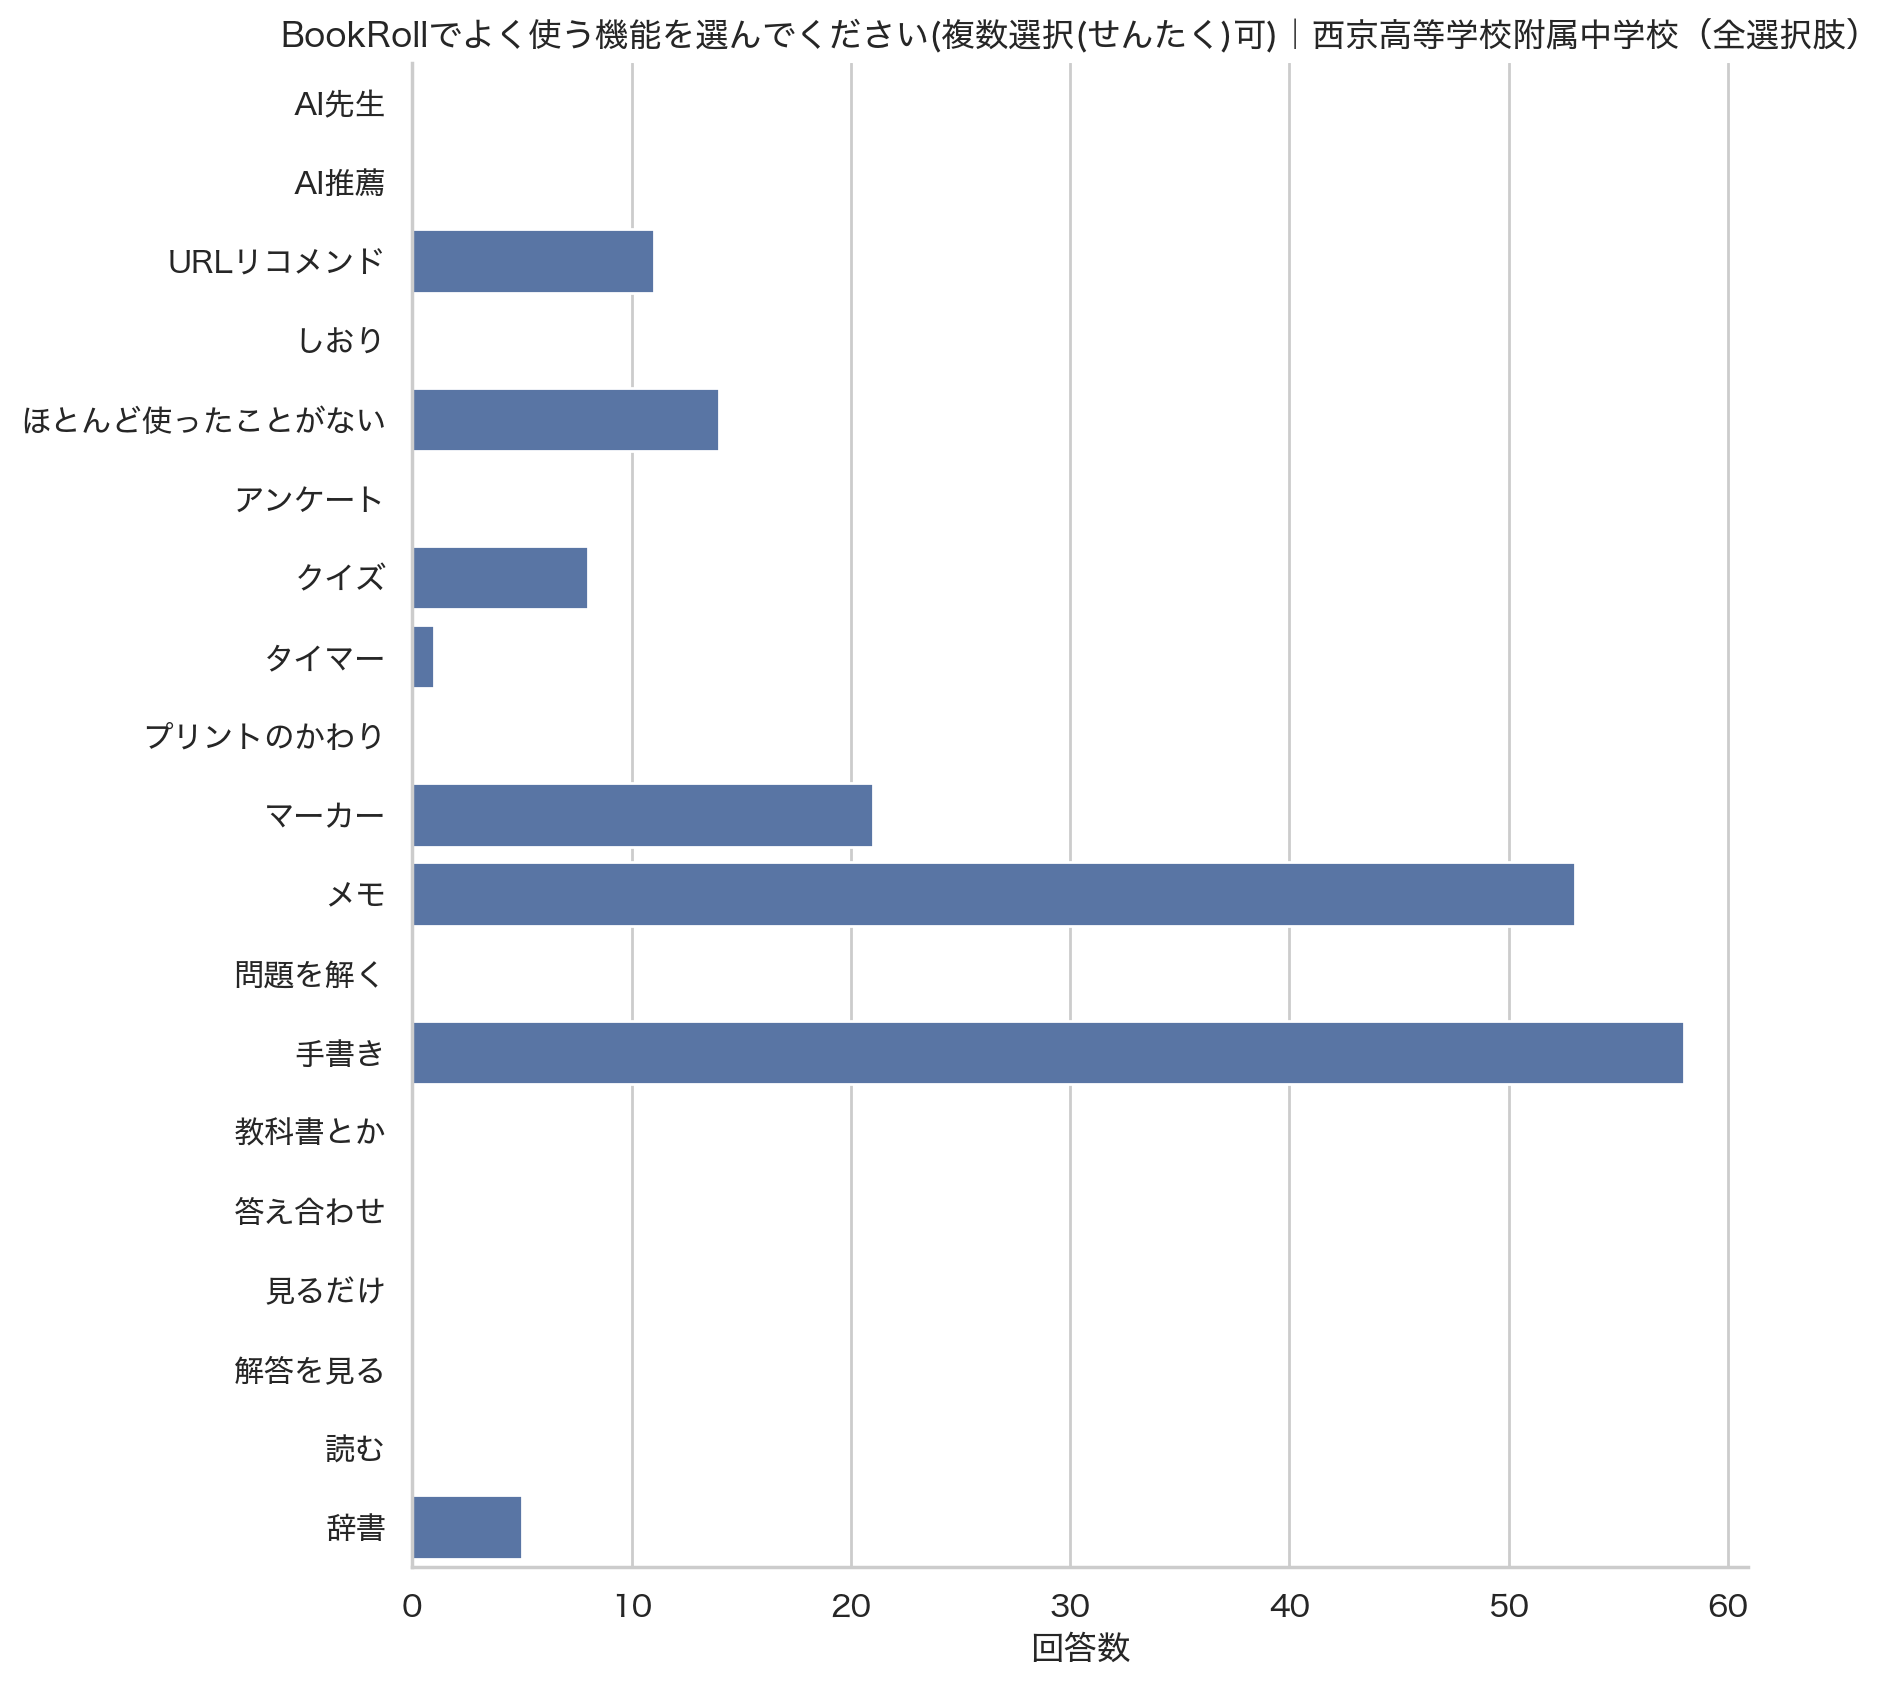 BookRollでよく使う機能を選んでください(複数選択(せんたく)可)｜西京高等学校附属中学校（全選択肢）
AI先生
AI推薦
URLリコメンド
しおり
ほとんど使ったことがない
アンケート
クイズ
タイマー
プリントのかわり
マーカー
メモ
問題を解く
手書き
教科書とか
答え合わせ
見るだけ
解答を見る
読む
辞書
0 10 20 30 40 50 60
回答数